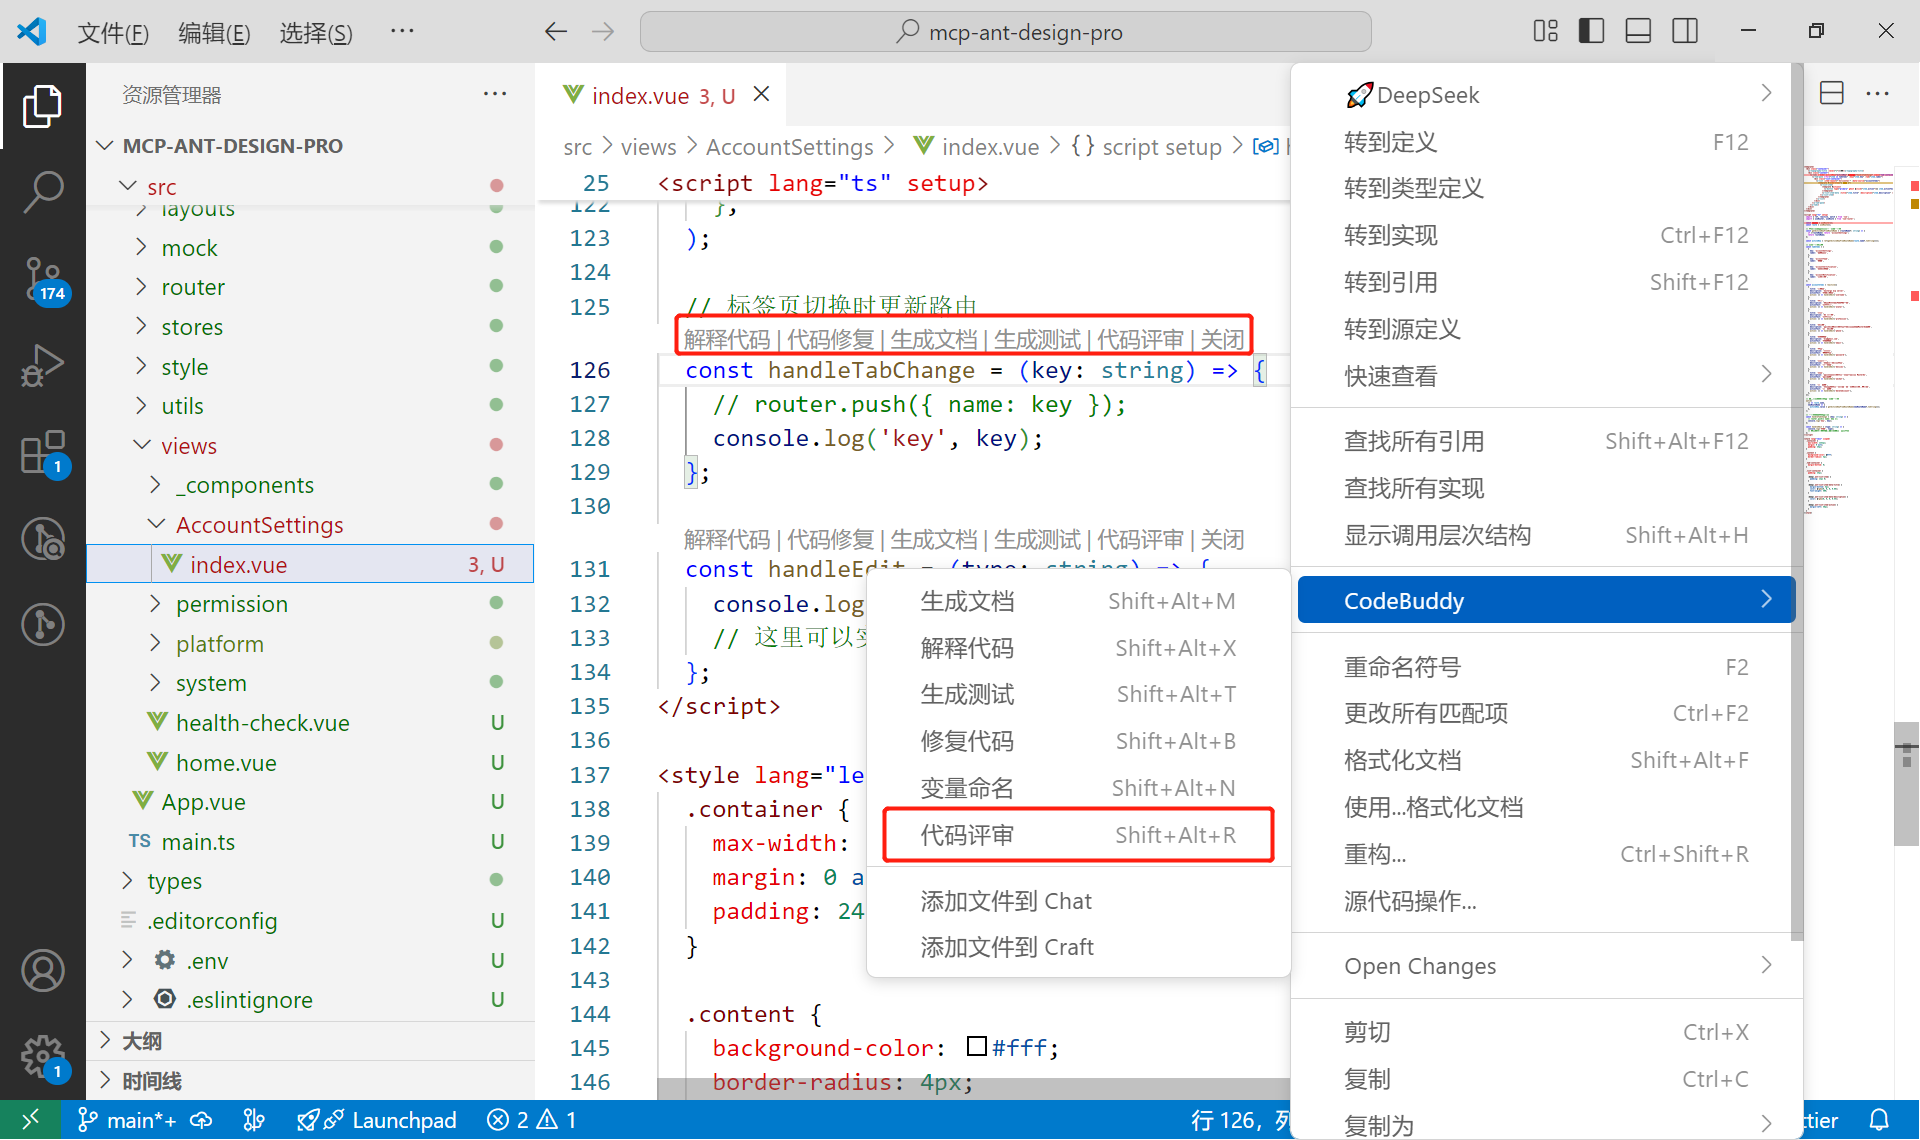 文件(F) 编辑(E) 选择(S) ···
mcp-ant-design-pro
资源管理器
MCP-ANT-DESIGN-PRO
src
layouts
mock
router
stores
style
utils
views
_components
AccountSettings
index.vue 3, U
permission
platform
system
health-check.vue U
home.vue U
App.vue U
TS main.ts U
types
.editorconfig U
.env U
.eslintignore U
大纲
时间线
174
1
1
index.vue 3, U
src > views > AccountSettings > index.vue > {} script setup >
25 <script lang="ts" setup>
122 };
123 );
124
125 // 标签页切换时更新路由
解释代码 | 代码修复 | 生成文档 | 生成测试 | 代码评审 | 关闭
126 const handleTabChange = (key: string) => {
127 // router.push({ name: key });
128 console.log('key', key);
129 };
130
解释代码 | 代码修复 | 生成文档 | 生成测试 | 代码评审 | 关闭
131 const handleEdit = (type: string) => {
132 console.log
133 // 这里可以
134 };
135 </script>
136
137 <style lang="le
138 .container {
139 max-width:
140 margin: 0 a
141 padding: 24
142 }
143
144 .content {
145 background-color: #fff;
146 border-radius: 4px;
生成文档 Shift+Alt+M
解释代码 Shift+Alt+X
生成测试 Shift+Alt+T
修复代码 Shift+Alt+B
变量命名 Shift+Alt+N
代码评审 Shift+Alt+R
添加文件到 Chat
添加文件到 Craft
DeepSeek
转到定义 F12
转到类型定义
转到实现 Ctrl+F12
转到引用 Shift+F12
转到源定义
快速查看
查找所有引用 Shift+Alt+F12
查找所有实现
显示调用层次结构 Shift+Alt+H
CodeBuddy
重命名符号 F2
更改所有匹配项 Ctrl+F2
格式化文档 Shift+Alt+F
使用...格式化文档
重构... Ctrl+Shift+R
源代码操作...
Open Changes
剪切 Ctrl+X
复制 Ctrl+C
复制为
main*+ Launchpad 2 1 行 126, 列 ttier